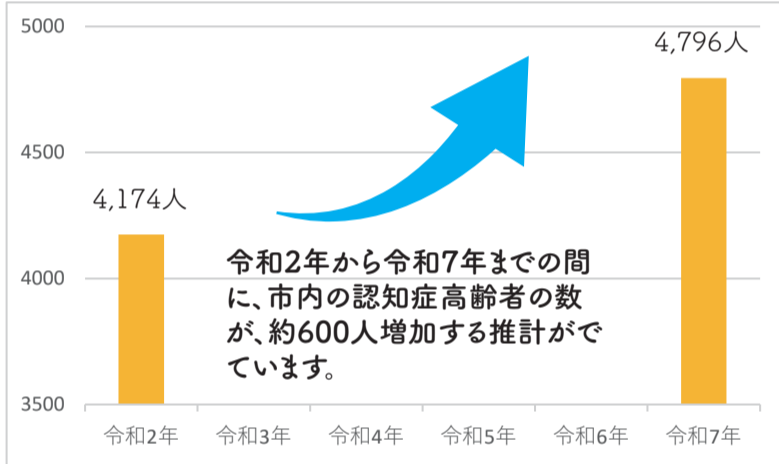 5000
4,796人
4500
4,174人
令和2年から令和7年までの間
に、市内の認知症高齢者の数
が、約600人増加する推計がで
ています。
4000
3500
令和2年 令和3年 令和4年 令和5年 令和6年 令和7年